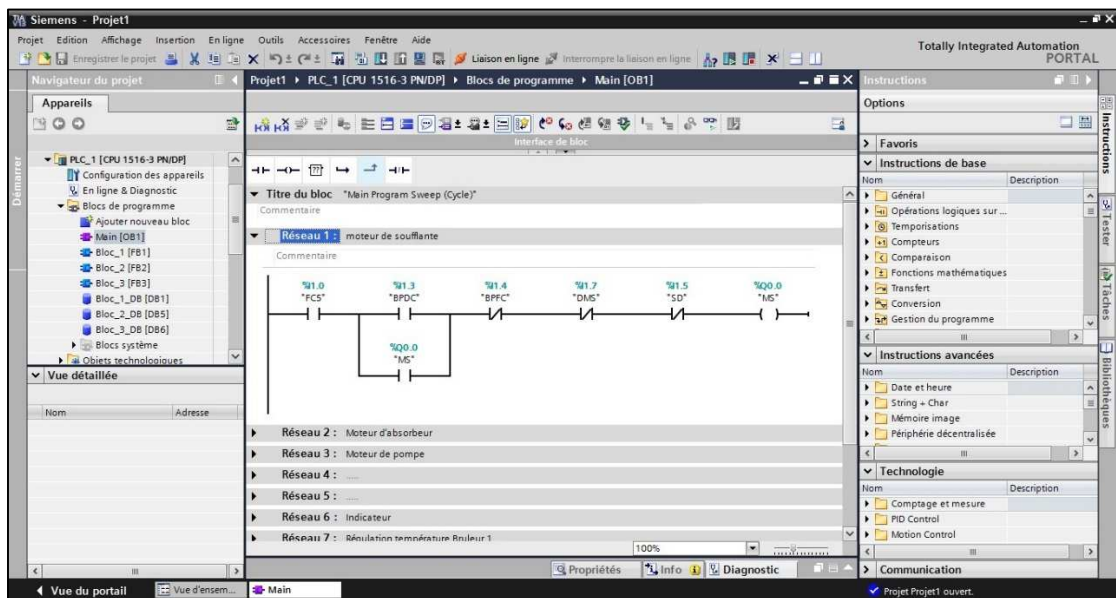 Siemens - Projet1
Projet Edition Affichage Insertion En ligne Outils Accessoires Fenêtre Aide
Enregistrer le projet Liaison en ligne Interrompre la liaison en ligne
Totally Integrated Automation
PORTAL
Navigateur du projet
Projet1 PLC_1 [CPU 1516-3 PN/DP] Blocs de programme Main [OB1]
Instructions
Appareils
Options
Interface de bloc
Démarrer
PLC_1 [CPU 1516-3 PN/DP]
Configuration des appareils
En ligne & Diagnostic
Blocs de programme
Ajouter nouveau bloc
Main [OB1]
Bloc_1 [FB1]
Bloc_2 [FB2]
Bloc_3 [FB3]
Bloc_1_DB [DB1]
Bloc_2_DB [DB5]
Bloc_3_DB [DB6]
Blocs système
Objets technologiques
Vue détaillée
Nom Adresse
Titre du bloc "Main Program Sweep (Cycle)"
Commentaire
Réseau 1 : moteur de soufflante
Commentaire
%I1.0 %I1.3 %I1.4 %I1.7 %I1.5 %Q0.0
"FCS" "BPDC" "BPFC" "DMS" "SD" "MS"
%Q0.0
"MS"
Réseau 2 : Moteur d'absorbeur
Réseau 3 : Moteur de pompe
Réseau 4 : .....
Réseau 5 : .....
Réseau 6 : Indicateur
Réseau 7 : Régulation température Bruleur 1
100%
Propriétés Info Diagnostic
Favoris
Instructions de base
Nom Description
Général
Opérations logiques sur ...
Temporisations
Compteurs
Comparaison
Fonctions mathématiques
Transfert
Conversion
Gestion du programme
Instructions avancées
Nom Description
Date et heure
String + Char
Mémoire image
Périphérie décentralisée
Technologie
Nom Description
Comptage et mesure
PID Control
Motion Control
Communication
Instructions
Tester
Tâches
Bibliothèques
Vue du portail Vue d'ensem... Main
Projet Projet1 ouvert.